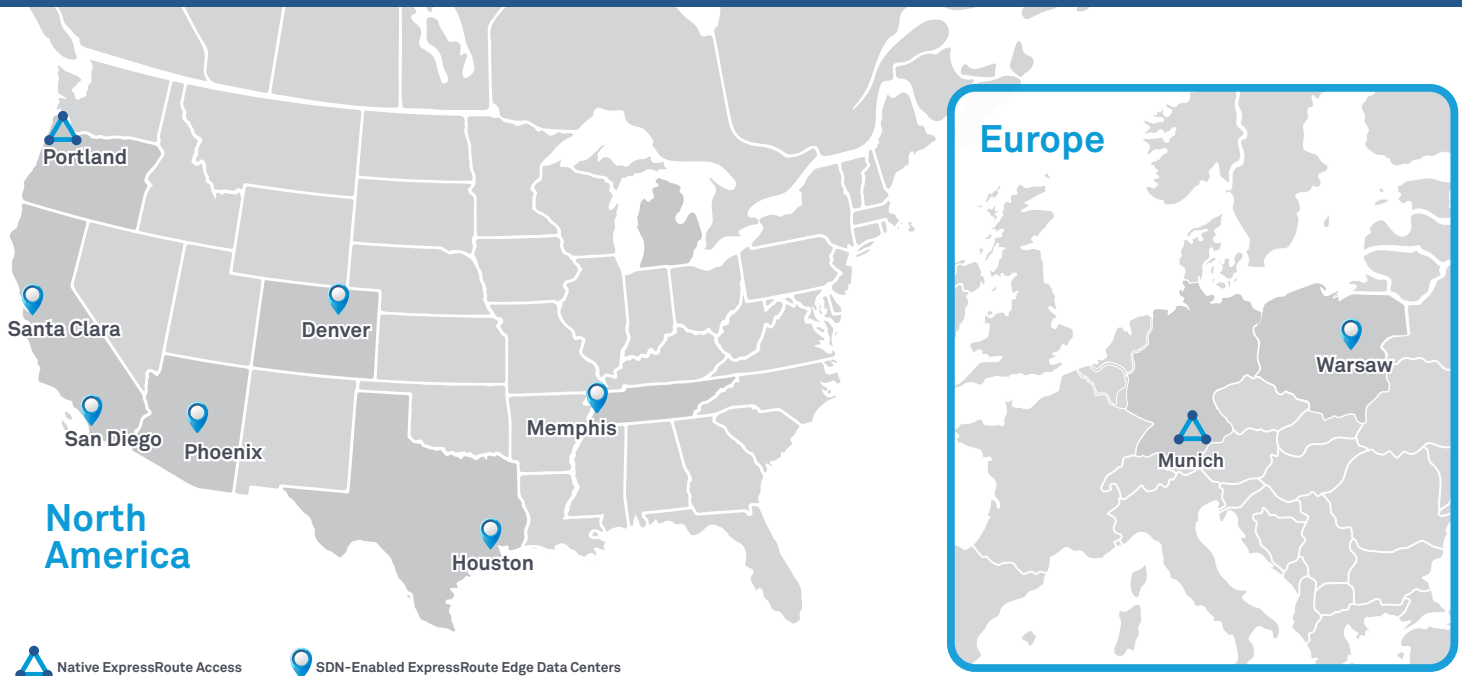 Europe
Portland
Santa Clara
Denver
Warsaw
San Diego
Phoenix
Memphis
Munich
North
America
Houston
Native ExpressRoute Access
SDN-Enabled ExpressRoute Edge Data Centers